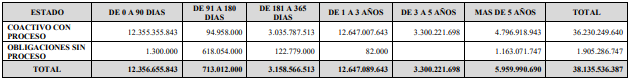 ESTADO DE 0 A 90 DIAS DE 91 A 180 DIAS DE 181 A 365 DIAS DE 1 A 3 AÑOS DE 3 A 5 AÑOS MAS DE 5 AÑOS TOTAL
COACTIVO CON PROCESO 12.355.355.843 94.958.000 3.035.787.513 12.647.007.643 3.300.221.698 4.796.918.943 36.230.249.640
OBLIGACIONES SIN PROCESO 1.300.000 618.054.000 122.779.000 82.000 1.163.071.747 1.905.286.747
TOTAL 12.356.655.843 713.012.000 3.158.566.513 12.647.089.643 3.300.221.698 5.959.990.690 38.135.536.387